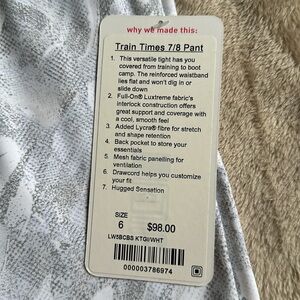 why we made this:
Train Times 7/8 Pant
1. This versatile tight has you
covered from training to boot
camp. The reinforced waistband
lies flat and won't dig in or
slide down
2. Full-On® Luxtreme fabric's
interlock construction offers
great support and coverage with
a cool, smooth feel
3. Added Lycra® fibre for stretch
and shape retention
4. Back pocket to store your
essentials
5. Mesh fabric panelling for
ventilation
6. Drawcord helps you customize
your fit
7. Hugged Sensation
SIZE
6 $98.00
LW5BCBS KTGI/WHT
000003786974